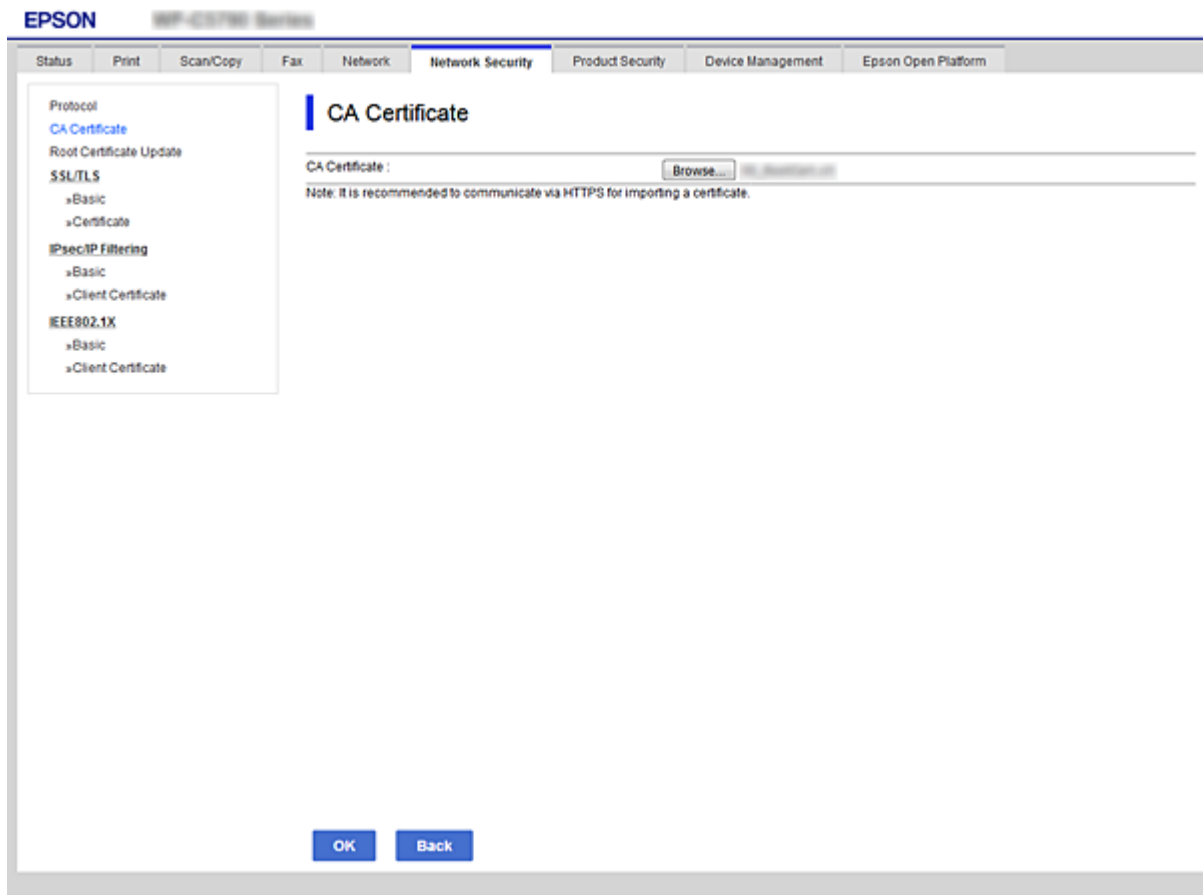 EPSON
Status Print Scan/Copy Fax Network Network Security Product Security Device Management Epson Open Platform
Protocol
CA Certificate
Root Certificate Update
SSL/TLS
»Basic
»Certificate
IPsec/IP Filtering
»Basic
»Client Certificate
IEEE802.1X
»Basic
»Client Certificate
CA Certificate
CA Certificate : Browse...
Note: It is recommended to communicate via HTTPS for importing a certificate.
OK Back